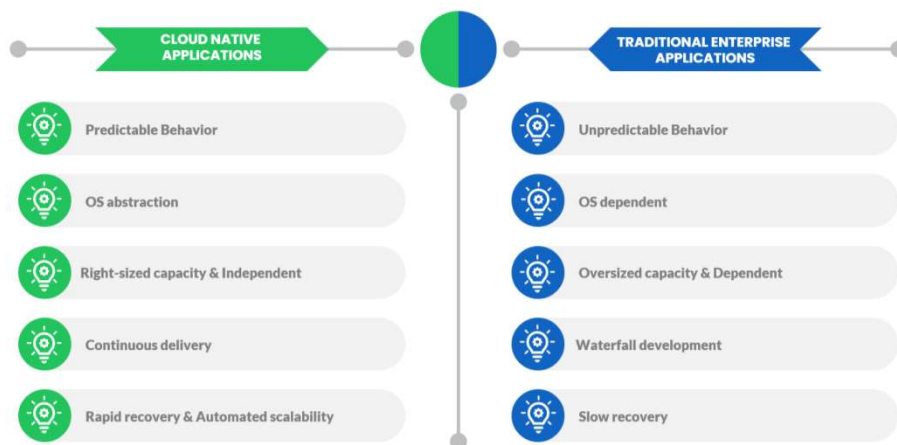 CLOUD NATIVE
APPLICATIONS
Predictable Behavior
OS abstraction
Right-sized capacity & Independent
Continuous delivery
Rapid recovery & Automated scalability
TRADITIONAL ENTERPRISE
APPLICATIONS
Unpredictable Behavior
OS dependent
Oversized capacity & Dependent
Waterfall development
Slow recovery